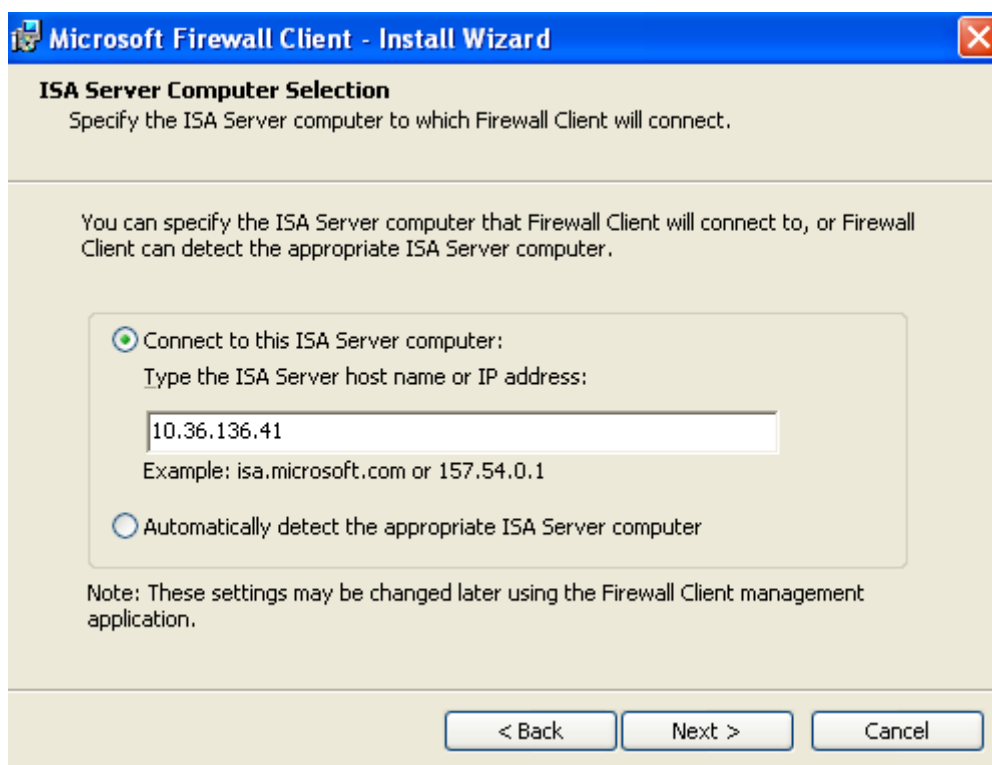 Microsoft Firewall Client - Install Wizard
ISA Server Computer Selection
Specify the ISA Server computer to which Firewall Client will connect.
You can specify the ISA Server computer that Firewall Client will connect to, or Firewall
Client can detect the appropriate ISA Server computer.
Connect to this ISA Server computer:
Type the ISA Server host name or IP address:
10.36.136.41
Example: isa.microsoft.com or 157.54.0.1
Automatically detect the appropriate ISA Server computer
Note: These settings may be changed later using the Firewall Client management
application.
< Back
Next >
Cancel